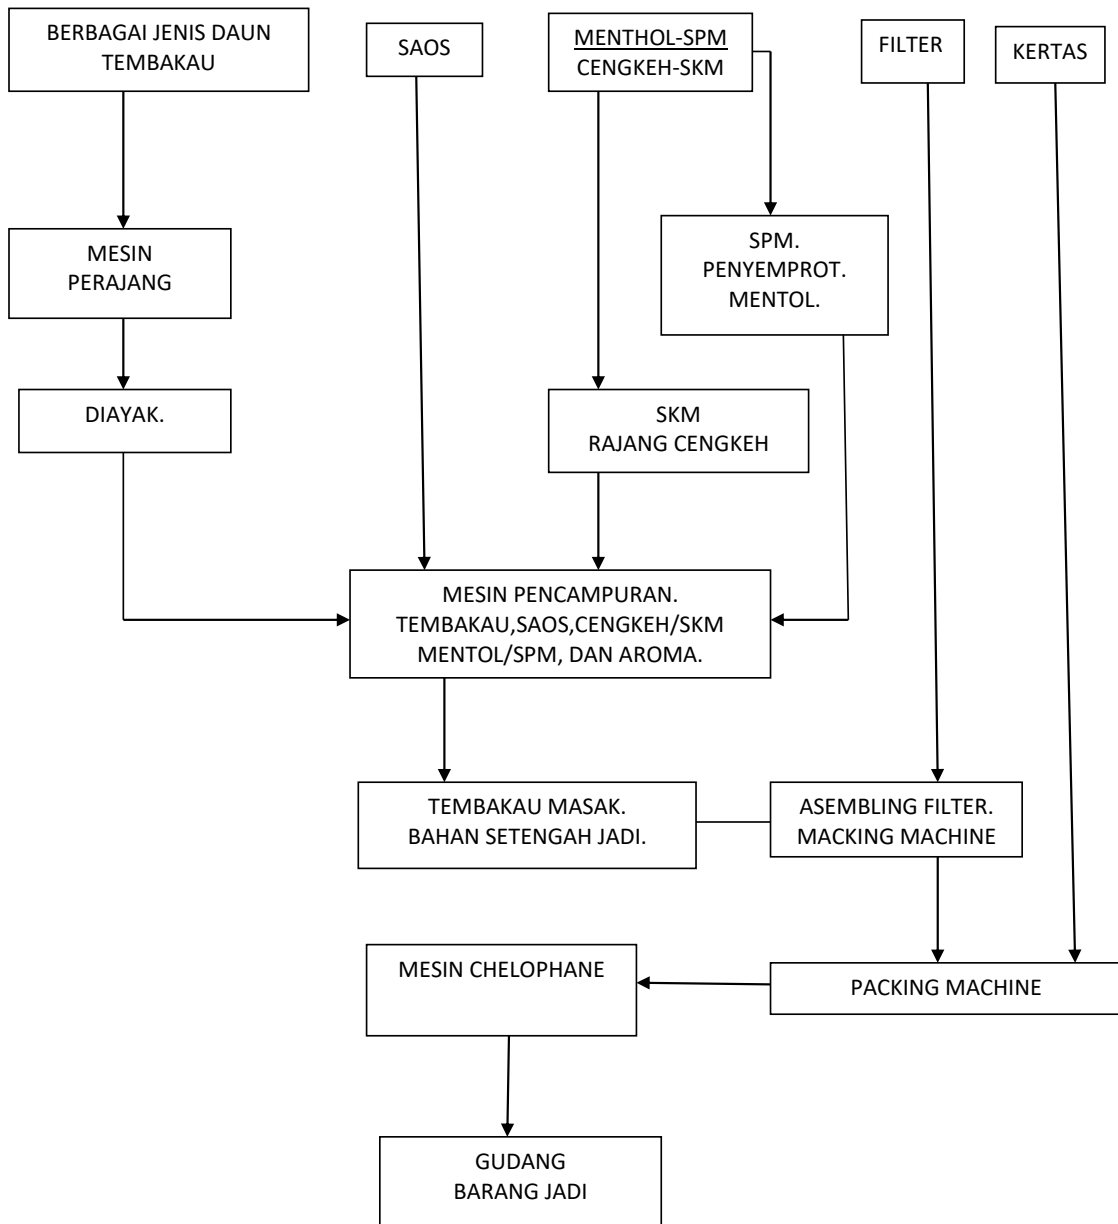 BERBAGAI JENIS DAUN
TEMBAKAU
SAOS
MENTHOL-SPM
CENGKEH-SKM
FILTER
KERTAS
MESIN
PERAJANG
SPM.
PENYEMPROT.
MENTOL.
DIAYAK.
SKM
RAJANG CENGKEH
MESIN PENCAMPURAN.
TEMBAKAU,SAOS,CENGKEH/SKM
MENTOL/SPM, DAN AROMA.
TEMBAKAU MASAK.
BAHAN SETENGAH JADI.
ASEMBLING FILTER.
MACKING MACHINE
MESIN CHELOPHANE
PACKING MACHINE
GUDANG
BARANG JADI